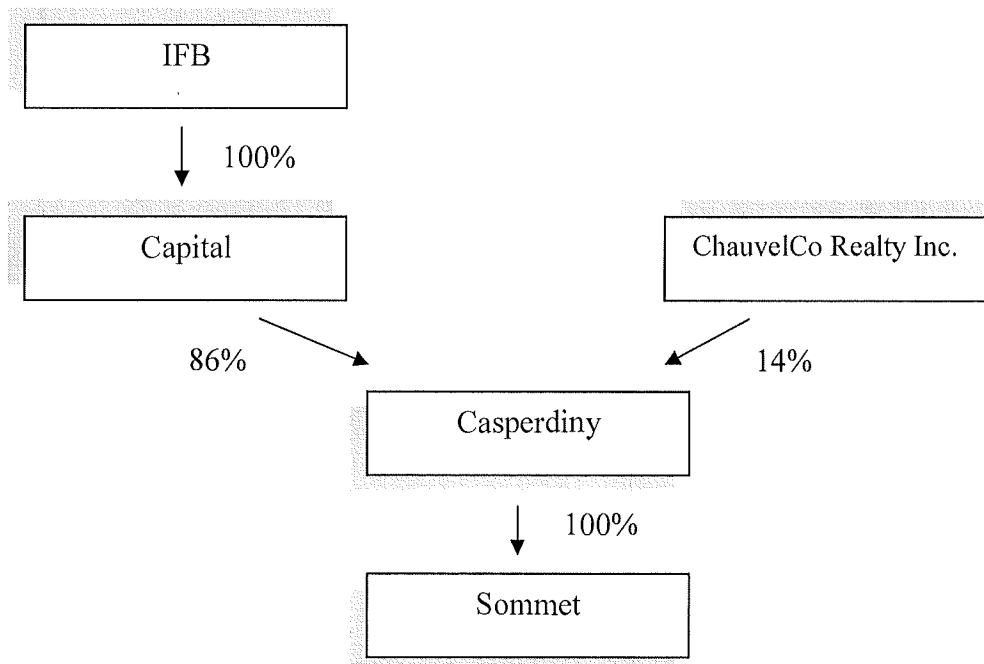 IFB
100%
Capital
ChauvelCo Realty Inc.
86%
14%
Casperdiny
100%
Sommet